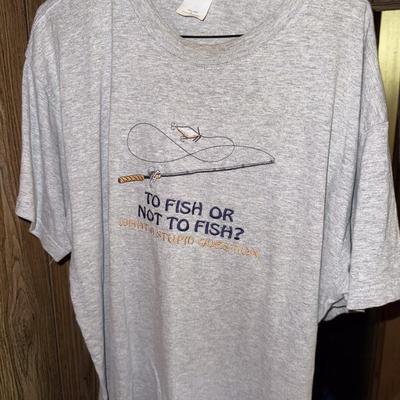 TO FISH OR
NOT TO FISH?
WHAT A STUPID QUESTION